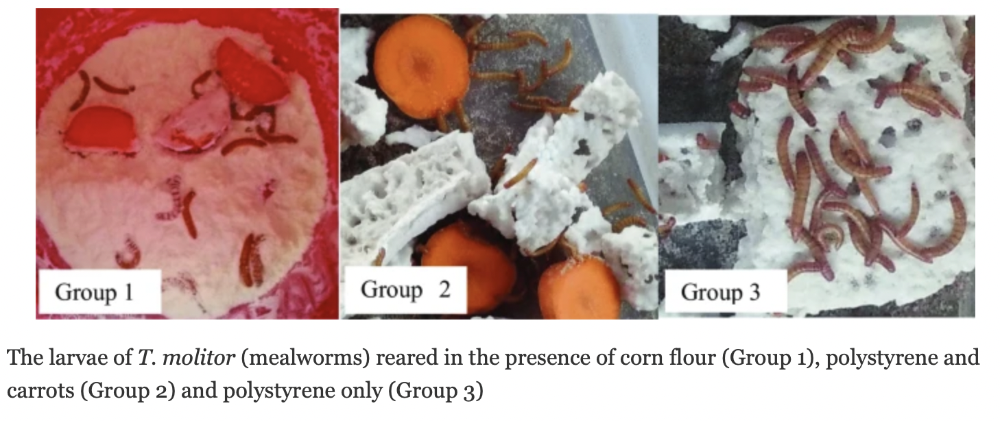 Group 1
Group 2
Group 3
The larvae of T. molitor (mealworms) reared in the presence of corn flour (Group 1), polystyrene and
carrots (Group 2) and polystyrene only (Group 3)